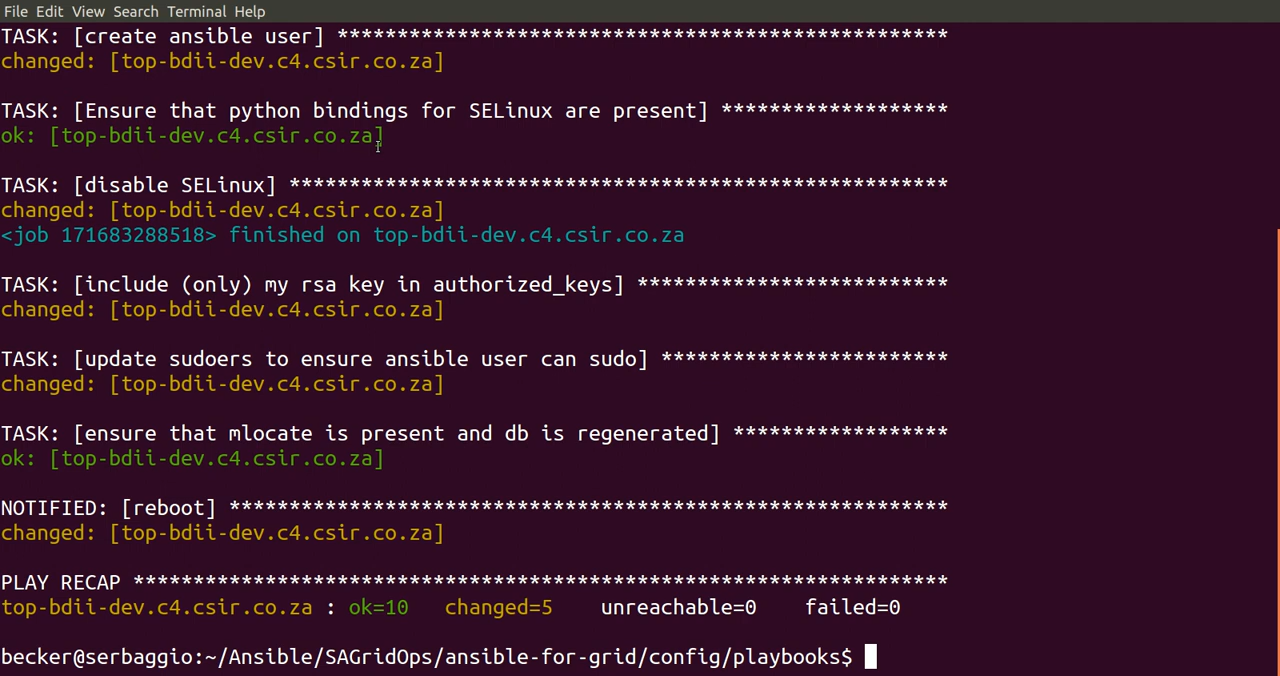 File Edit View Search Terminal Help
TASK: [create ansible user] ***************************************************
changed: [top-bdii-dev.c4.csir.co.za]
TASK: [Ensure that python bindings for SELinux are present] *******************
ok: [top-bdii-dev.c4.csir.co.za]
TASK: [disable SELinux] *******************************************************
changed: [top-bdii-dev.c4.csir.co.za]
<job 171683288518> finished on top-bdii-dev.c4.csir.co.za
TASK: [include (only) my rsa key in authorized_keys] **************************
changed: [top-bdii-dev.c4.csir.co.za]
TASK: [update sudoers to ensure ansible user can sudo] ************************
changed: [top-bdii-dev.c4.csir.co.za]
TASK: [ensure that mlocate is present and db is regenerated] ******************
ok: [top-bdii-dev.c4.csir.co.za]
NOTIFIED: [reboot] ************************************************************
changed: [top-bdii-dev.c4.csir.co.za]
PLAY RECAP ********************************************************************
top-bdii-dev.c4.csir.co.za : ok=10 changed=5 unreachable=0 failed=0
becker@serbaggio:~/Ansible/SAGridOps/ansible-for-grid/config/playbooks$